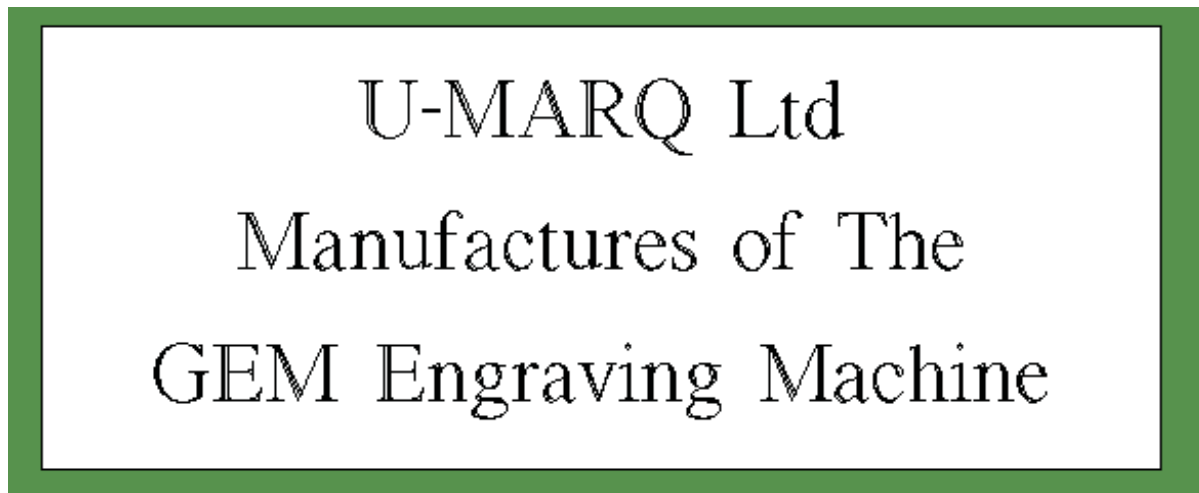 U-MARQ Ltd
Manufactures of The
GEM Engraving Machine